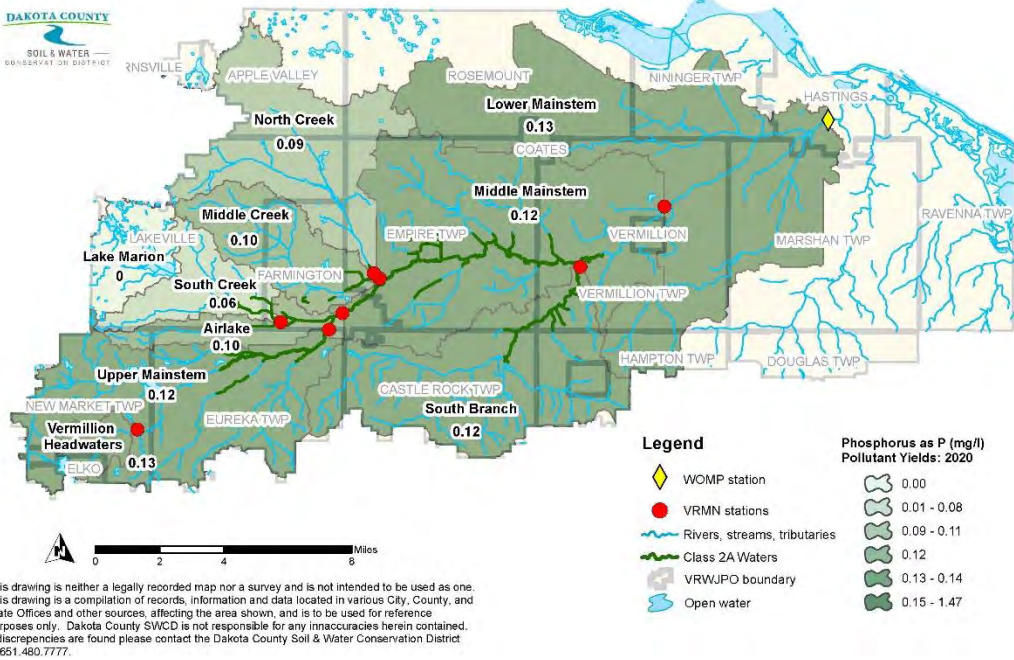 DAKOTA COUNTY
SOIL & WATER
CONSERVATION DISTRICT
RNSVILLE
APPLE VALLEY
ROSEMOUNT
NININGER TWP
HASTINGS
Lower Mainstem
0.13
North Creek
0.09
COATES
Middle Mainstem
0.12
Middle Creek
0.10
LAKEVILLE
EMPIRE TWP
VERMILLION
MARSHAN TWP
RAVENNA TWP
Lake Marion
0
FARMINGTON
South Creek
0.06
VERMILLION TWP
Airlake
0.10
HAMPTON TWP
DOUGLAS TWP
Upper Mainstem
0.12
CASTLE ROCK TWP
NEW MARKET TWP
EUREKA TWP
South Branch
0.12
Vermillion
Headwaters
0.13
ELKO
Legend
WOMP station
VRMN stations
Rivers, streams, tributaries
Class 2A Waters
VRWJPO boundary
Open water
Phosphorus as P (mg/l)
Pollutant Yields: 2020
0.00
0.01 - 0.08
0.09 - 0.11
0.12
0.13 - 0.14
0.15 - 1.47
N
Miles
0 2 4 8
is drawing is neither a legally recorded map nor a survey and is not intended to be used as one.
is drawing is a compilation of records, information and data located in various City, County, and
ate Offices and other sources, affecting the area shown, and is to be used for reference
rposes only. Dakota County SWCD is not responsible for any innaccuracies herein contained.
discrepencies are found please contact the Dakota County Soil & Water Conservation District
651.480.7777.